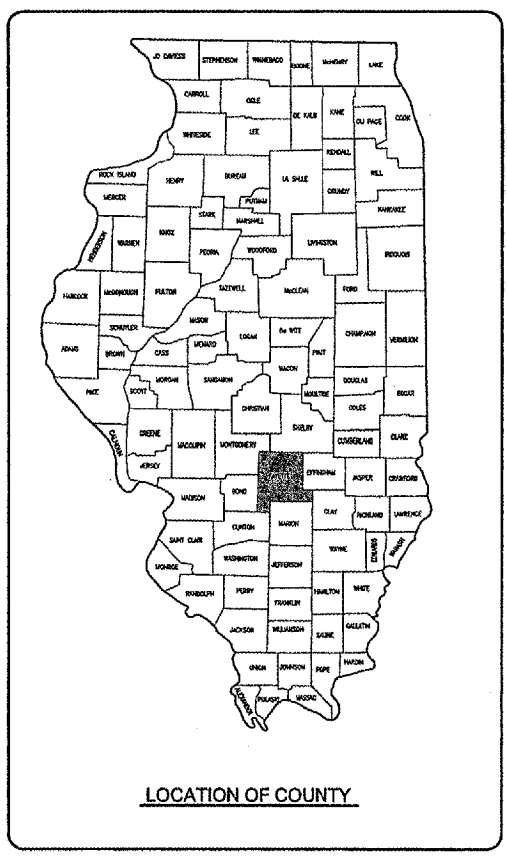 JO DAVIESS STEPHENSON WINNEBAGO BOONE McHENRY LAKE
CARROLL OGLE DE KALB KANE DU PAGE COOK
WHITESIDE LEE KENDALL WILL
ROCK ISLAND HENRY BUREAU LA SALLE GRUNDY KANKAKEE
MERCER STARK PUTNAM MARSHALL
HENDERSON WARREN KNOX PEORIA WOODFORD LIVINGSTON IROQUOIS
HANCOCK McDONOUGH FULTON TAZEWELL McLEAN FORD
SCHUYLER MASON LOGAN De WITT CHAMPAIGN VERMILION
ADAMS BROWN CASS MENARD MACON PIATT
PIKE SCOTT MORGAN SANGAMON MOULTRIE DOUGLAS EDGAR
CHRISTIAN COLES
CALHOUN GREENE MACOUPIN MONTGOMERY SHELBY CUMBERLAND CLARK
JERSEY EFFINGHAM JASPER CRAWFORD
MADISON BOND CLAY RICHLAND LAWRENCE
SAINT CLAIR CLINTON MARION WAYNE EDWARDS WABASH
MONROE WASHINGTON JEFFERSON
RANDOLPH PERRY FRANKLIN HAMILTON WHITE
JACKSON WILLIAMSON SALINE GALLATIN
UNION JOHNSON POPE HARDIN
ALEXANDER PULASKI MASSAC
LOCATION OF COUNTY